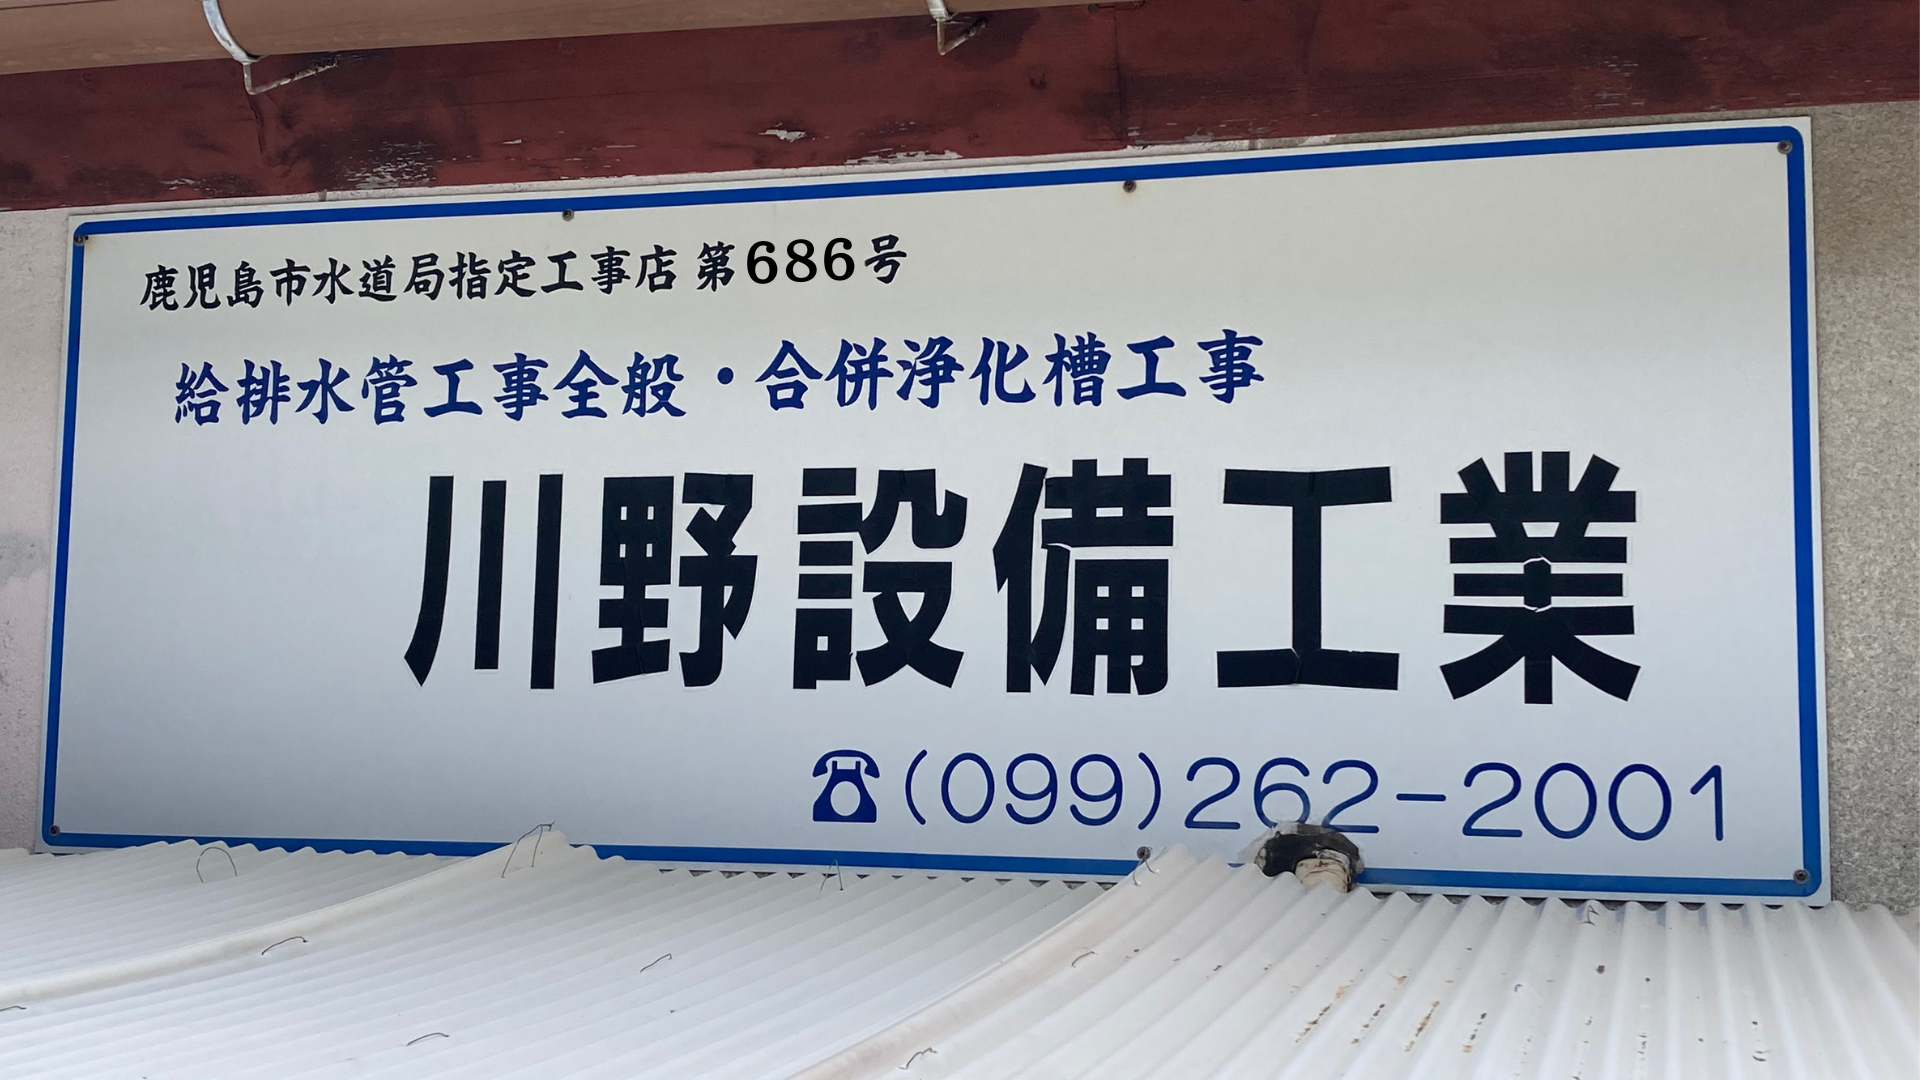 鹿児島市水道局指定工事店 第686号
給排水管工事全般・合併浄化槽工事
川野設備工業
☎(099)262-2001